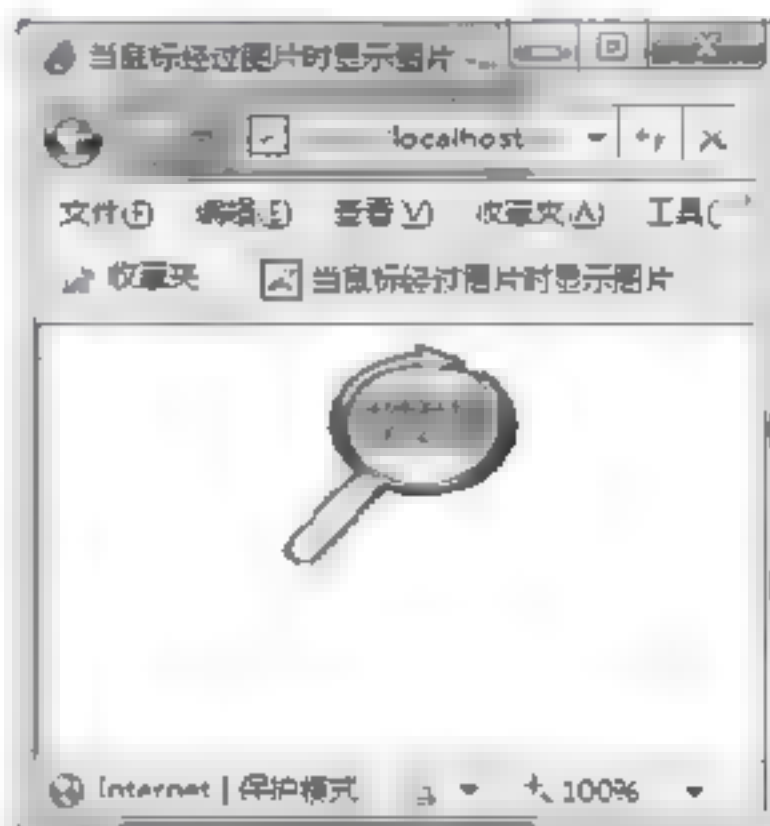 当鼠标经过图片时显示图片 -...
localhost
文件(F) 编辑(E) 查看(V) 收藏夹(A) 工具(
收藏夹 当鼠标经过图片时显示图片
Internet | 保护模式 100%